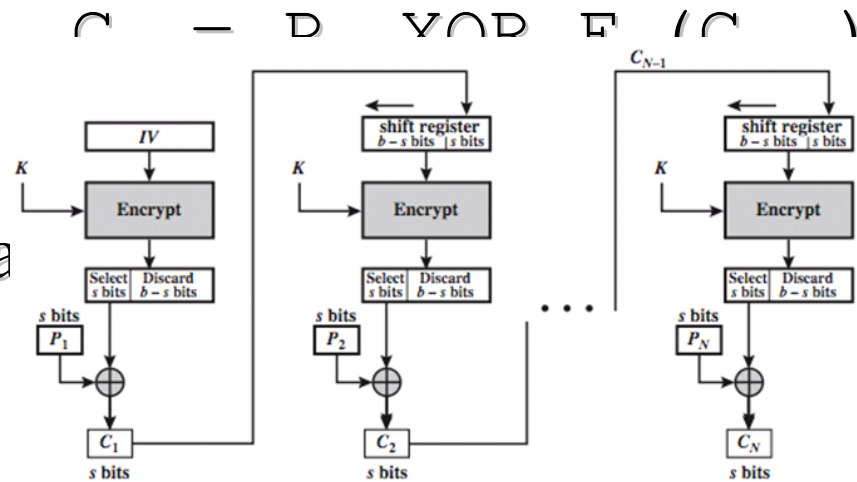 C_{N-1}
IV
shift register
b – s bits | s bits
shift register
b – s bits | s bits
K
K
K
Encrypt
Encrypt
Encrypt
Select s bits
Discard b – s bits
Select s bits
Discard b – s bits
Select s bits
Discard b – s bits
s bits
P_1
s bits
P_2
• • •
s bits
P_N
C_1
C_2
C_N
s bits
s bits
s bits